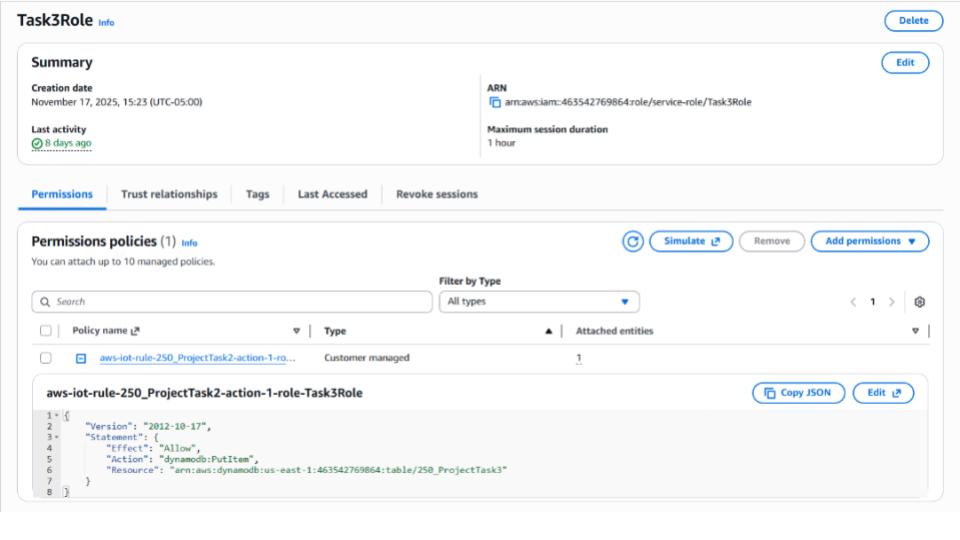 Task3Role Info
Delete
Summary
Edit
Creation date
November 17, 2025, 15:23 (UTC-05:00)
ARN
arn:aws:iam::463542769864:role/service-role/Task3Role
Last activity
8 days ago
Maximum session duration
1 hour
Permissions Trust relationships Tags Last Accessed Revoke sessions
Permissions policies (1) Info
Simulate Remove Add permissions
You can attach up to 10 managed policies.
Filter by Type
Search
All types
1
Policy name Type Attached entities
aws-iot-rule-250_ProjectTask2-action-1-ro... Customer managed 1
aws-iot-rule-250_ProjectTask2-action-1-role-Task3Role
Copy JSON Edit
1 {
2 "Version": "2012-10-17",
3 "Statement": {
4 "Effect": "Allow",
5 "Action": "dynamodb:PutItem",
6 "Resource": "arn:aws:dynamodb:us-east-1:463542769864:table/250_ProjectTask3"
7 }
8 }